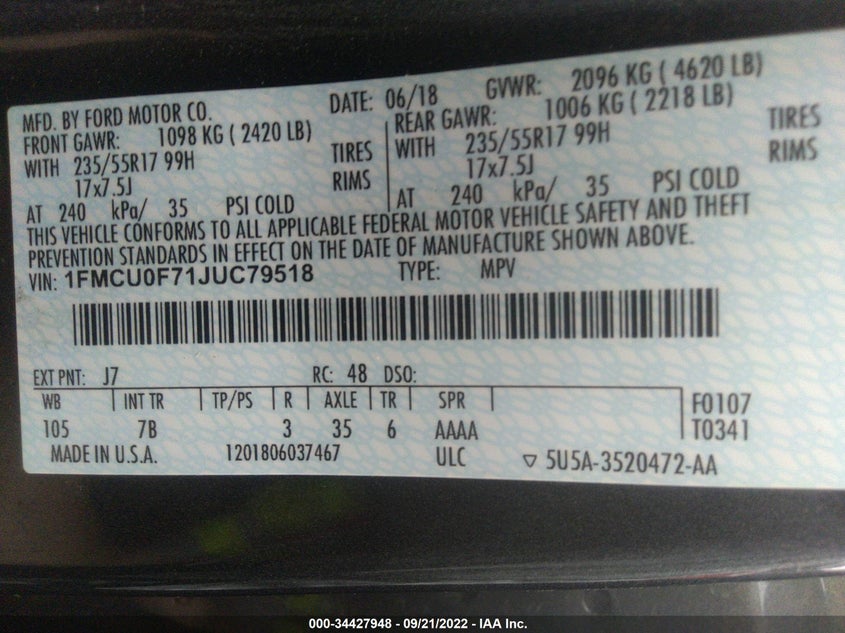 MFD. BY FORD MOTOR CO. DATE: 06/18 GVWR: 2096 KG ( 4620 LB)
FRONT GAWR: 1098 KG ( 2420 LB) REAR GAWR: 1006 KG ( 2218 LB)
WITH 235/55R17 99H TIRES WITH 235/55R17 99H TIRES
17x7.5J RIMS 17x7.5J RIMS
AT 240 kPa/ 35 PSI COLD AT 240 kPa/ 35 PSI COLD
THIS VEHICLE CONFORMS TO ALL APPLICABLE FEDERAL MOTOR VEHICLE SAFETY AND THEFT
PREVENTION STANDARDS IN EFFECT ON THE DATE OF MANUFACTURE SHOWN ABOVE.
VIN: 1FMCU0F71JUC79518 TYPE: MPV
EXT PNT: J7 RC: 48 DSO:
WB INT TR TP/PS R AXLE TR SPR F0107
105 7B 3 35 6 AAAA T0341
MADE IN U.S.A. 1201806037467 ULC ▽ 5U5A-3520472-AA
000-34427948 - 09/21/2022 - IAA Inc.